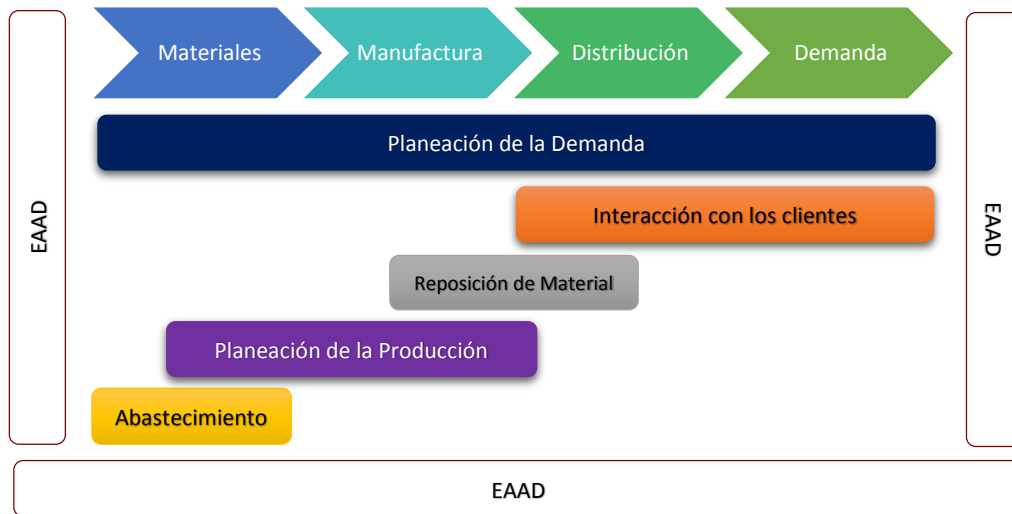 Materiales
Manufactura
Distribución
Demanda
Planeación de la Demanda
Interacción con los clientes
Reposición de Material
Planeación de la Producción
Abastecimiento
EAAD
EAAD
EAAD